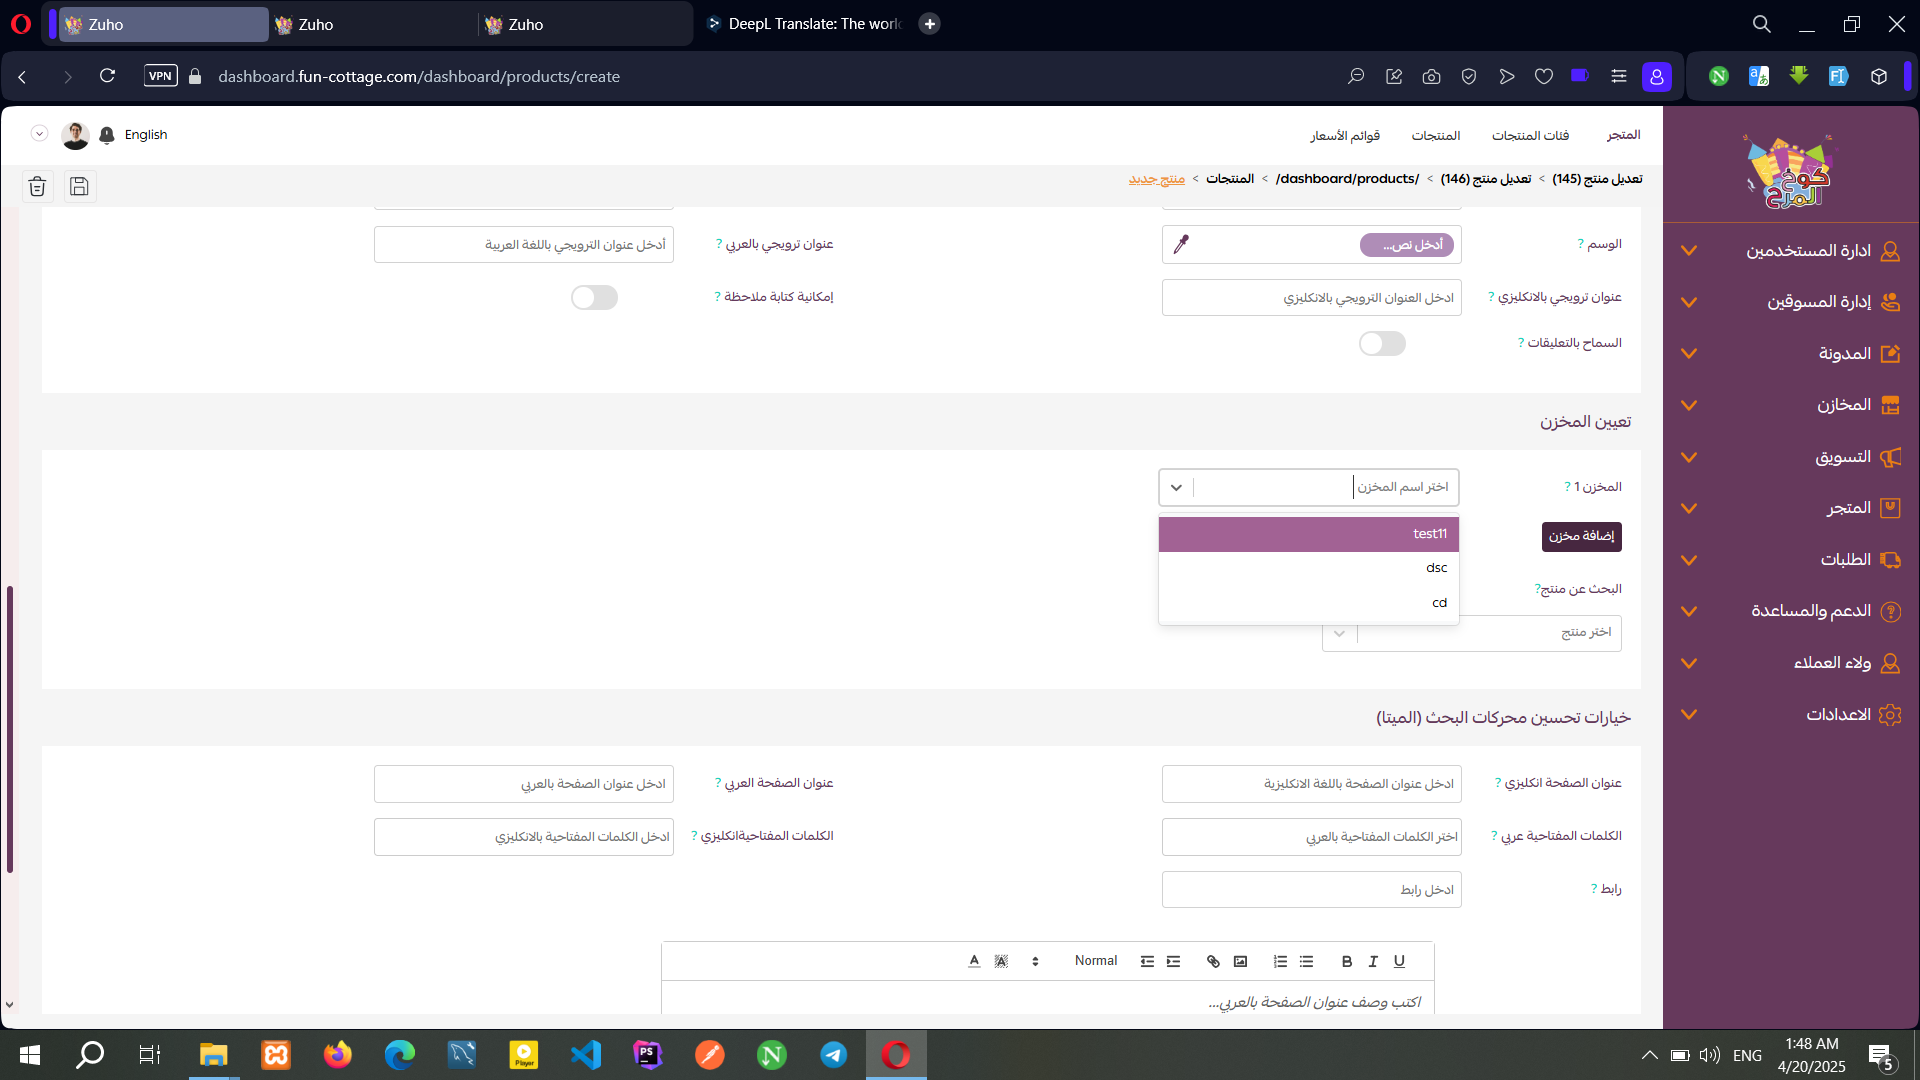 Zuho
Zuho
Zuho
DeepL Translate: The worl
VPN
dashboard.fun-cottage.com/dashboard/products/create
English
المتجر
فئات المنتجات
المنتجات
قوائم الأسعار
كوخ المرح
تعديل منتج (145) > تعديل منتج (146) > /dashboard/products/ > المنتجات > منتج جديد
الوسم ?
أدخل نص...
عنوان ترويجي بالعربي ?
أدخل عنوان الترويجي باللغة العربية
عنوان ترويجي بالانكليزي ?
ادخل العنوان الترويجي بالانكليزي
إمكانية كتابة ملاحظة ?
السماح بالتعليقات ?
تعيين المخزن
المخزن 1 ?
اختر اسم المخزن
test11
dsc
cd
إضافة مخزن
البحث عن منتج?
اختر منتج
خيارات تحسين محركات البحث (الميتا)
عنوان الصفحة انكليزي ?
ادخل عنوان الصفحة باللغة الانكليزية
عنوان الصفحة العربي ?
ادخل عنوان الصفحة بالعربي
الكلمات المفتاحية عربي ?
اختر الكلمات المفتاحية بالعربي
الكلمات المفتاحيةانكليزي ?
ادخل الكلمات المفتاحية بالانكليزي
رابط ?
ادخل رابط
Normal
B I U
اكتب وصف عنوان الصفحة بالعربي...
ادارة المستخدمين
إدارة المسوقين
المدونة
المخازن
التسويق
المتجر
الطلبات
الدعم والمساعدة
ولاء العملاء
الاعدادات
ENG
1:48 AM
4/20/2025
5